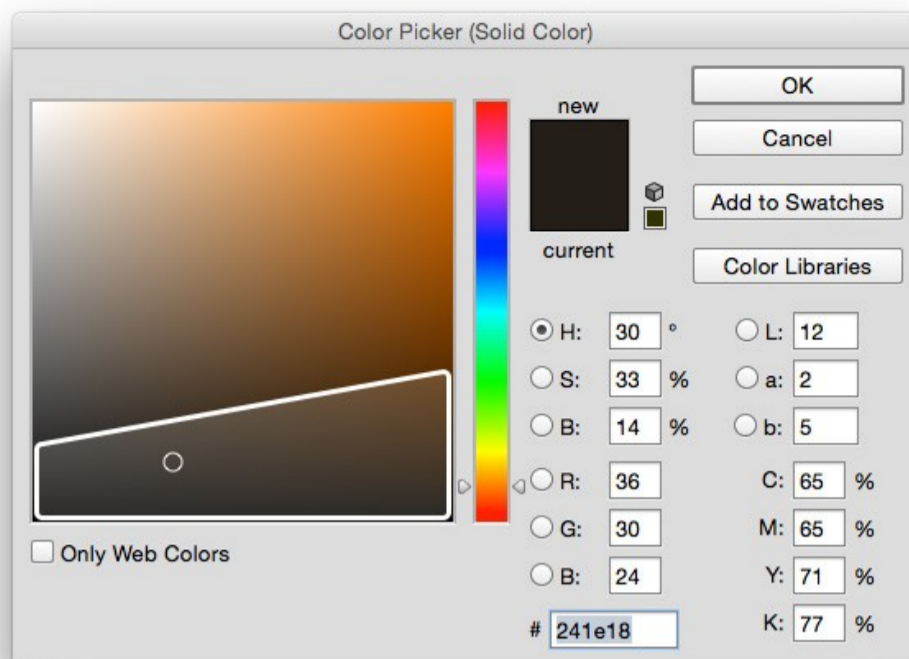 Color Picker (Solid Color)
new
current
OK
Cancel
Add to Swatches
Color Libraries
H: 30 °
S: 33 %
B: 14 %
R: 36
G: 30
B: 24
# 241e18
L: 12
a: 2
b: 5
C: 65 %
M: 65 %
Y: 71 %
K: 77 %
Only Web Colors